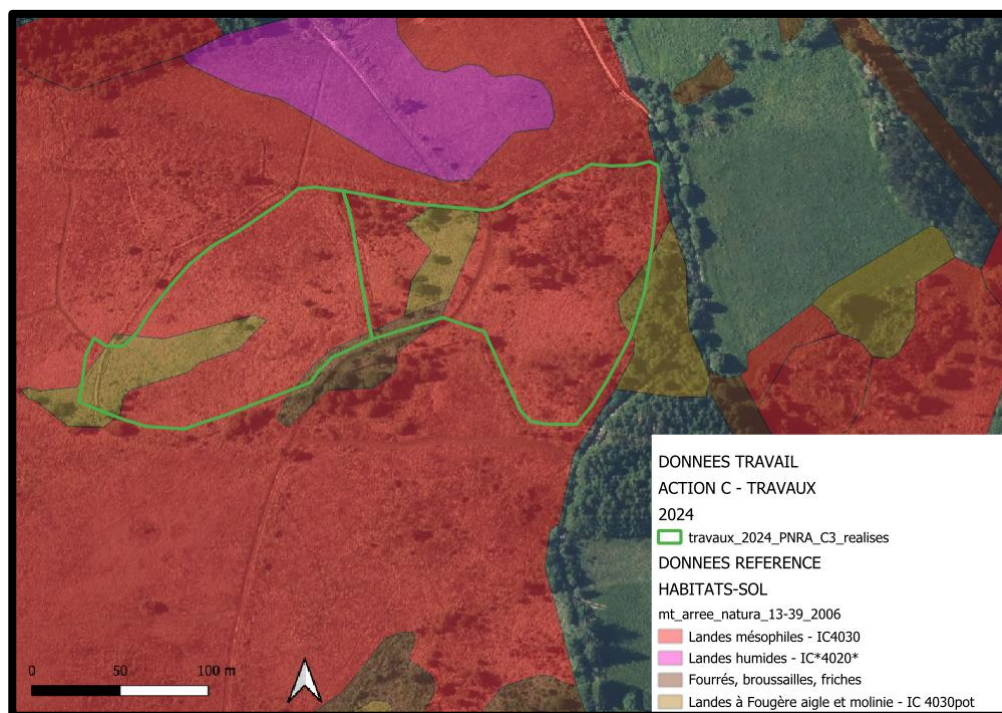 DONNEES TRAVAIL
ACTION C - TRAVAUX
2024
travaux_2024_PNRA_C3_realises
DONNEES REFERENCE
HABITATS-SOL
mt_arree_natura_13-39_2006
Landes mésophiles - IC4030
Landes humides - IC*4020*
Fourrés, broussailles, friches
Landes à Fougère aigle et molinie - IC 4030pot
0 50 100 m